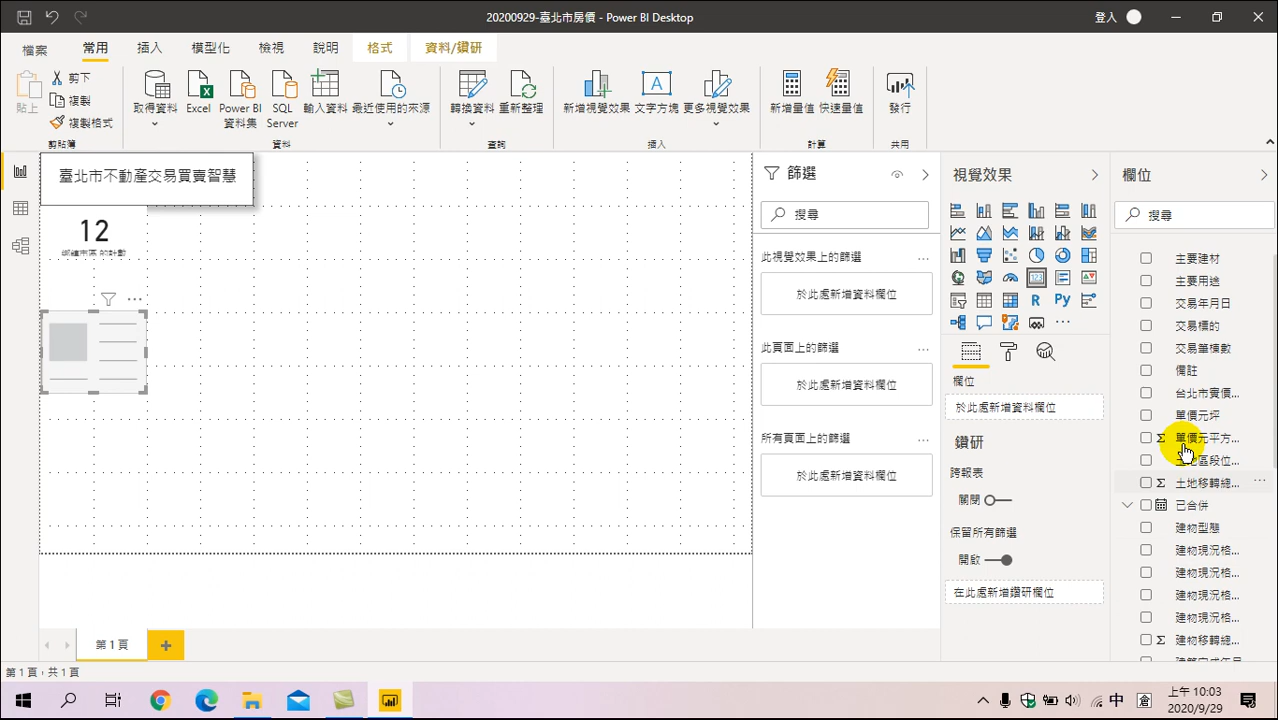 20200929-臺北市房價 - Power BI Desktop
登入
檔案 常用 插入 模型化 檢視 說明 格式 資料/鑽研
貼上
剪下
複製
複製格式
取得資料
Excel
Power BI
資料集
SQL
Server
輸入資料
最近使用的來源
轉換資料
重新整理
新增視覺效果
文字方塊
更多視覺效果
新增量值
快速量值
發行
剪貼簿 資料 查詢 插入 計算 共用
臺北市不動產交易買賣智慧
12
鄉鎮市區 的計數
篩選
搜尋
此視覺效果上的篩選
於此處新增資料欄位
此頁面上的篩選
於此處新增資料欄位
所有頁面上的篩選
於此處新增資料欄位
視覺效果
123
R
Py
欄位
於此處新增資料欄位
鑽研
跨報表
關閉
保留所有篩選
開啟
在此處新增鑽研欄位
欄位
搜尋
主要建材
主要用途
交易年月日
交易標的
交易筆棟數
備註
台北市實價...
單價元坪
單價元平方...
土地區段位...
土地移轉總...
已合併
建物型態
建物現況格...
建物現況格...
建物現況格...
建物現況格...
建物移轉總...
第 1 頁
第 1 頁，共 1 頁
中
倉
上午 10:03
2020/9/29